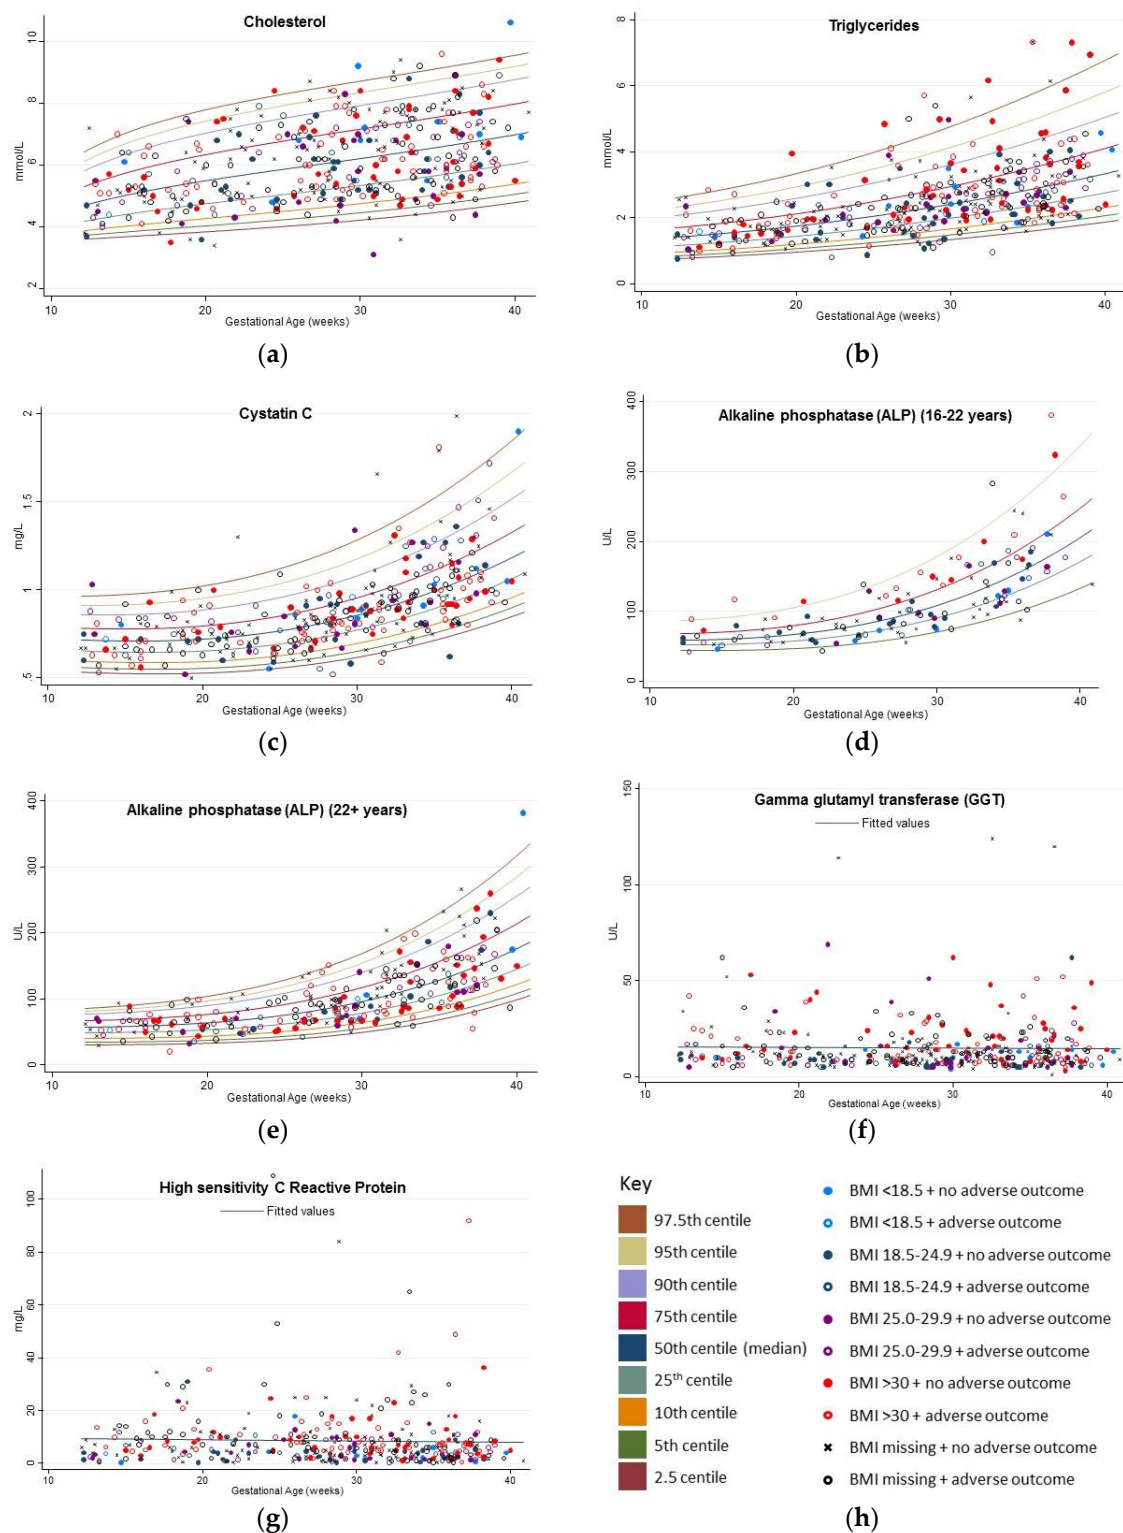 Cholesterol
mmol/L
10
8
6
4
2
10 20 30 40
Gestational Age (weeks)
(a)
Triglycerides
mmol/L
8
6
4
2
0
10 20 30 40
Gestational Age (weeks)
(b)
Cystatin C
mg/L
2
1.5
1
.5
10 20 30 40
Gestational Age (weeks)
(c)
Alkaline phosphatase (ALP) (16-22 years)
U/L
400
300
200
100
0
10 20 30 40
Gestational Age (weeks)
(d)
Alkaline phosphatase (ALP) (22+ years)
U/L
400
300
200
100
0
10 20 30 40
Gestational Age (weeks)
(e)
Gamma glutamyl transferase (GGT)
Fitted values
U/L
150
100
50
0
10 20 30 40
Gestational Age (weeks)
(f)
High sensitivity C Reactive Protein
Fitted values
mg/L
100
80
60
40
20
0
10 20 30 40
Gestational Age (weeks)
(g)
Key
97.5th centile
95th centile
90th centile
75th centile
50th centile (median)
25th centile
10th centile
5th centile
2.5 centile
BMI <18.5 + no adverse outcome
BMI <18.5 + adverse outcome
BMI 18.5-24.9 + no adverse outcome
BMI 18.5-24.9 + adverse outcome
BMI 25.0-29.9 + no adverse outcome
BMI 25.0-29.9 + adverse outcome
BMI >30 + no adverse outcome
BMI >30 + adverse outcome
BMI missing + no adverse outcome
BMI missing + adverse outcome
(h)